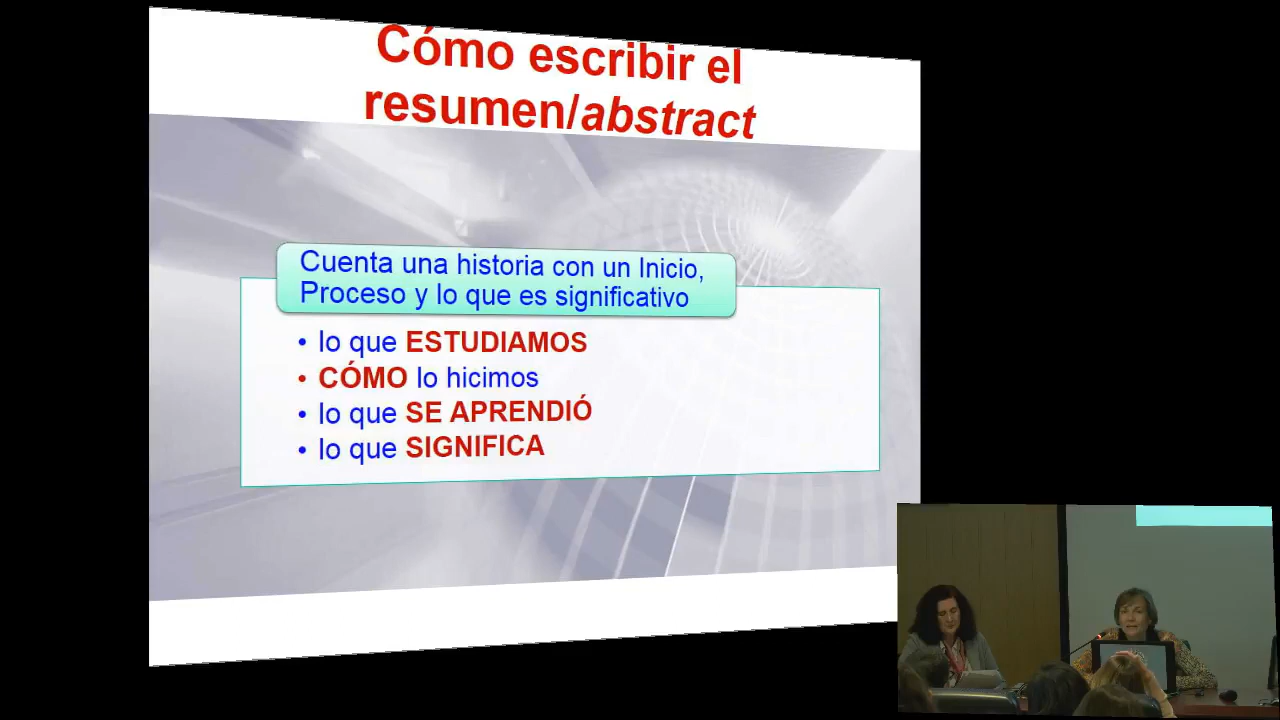 Cómo escribir el
resumen/abstract
Cuenta una historia con un Inicio,
Proceso y lo que es significativo
• lo que ESTUDIAMOS
• CÓMO lo hicimos
• lo que SE APRENDIÓ
• lo que SIGNIFICA